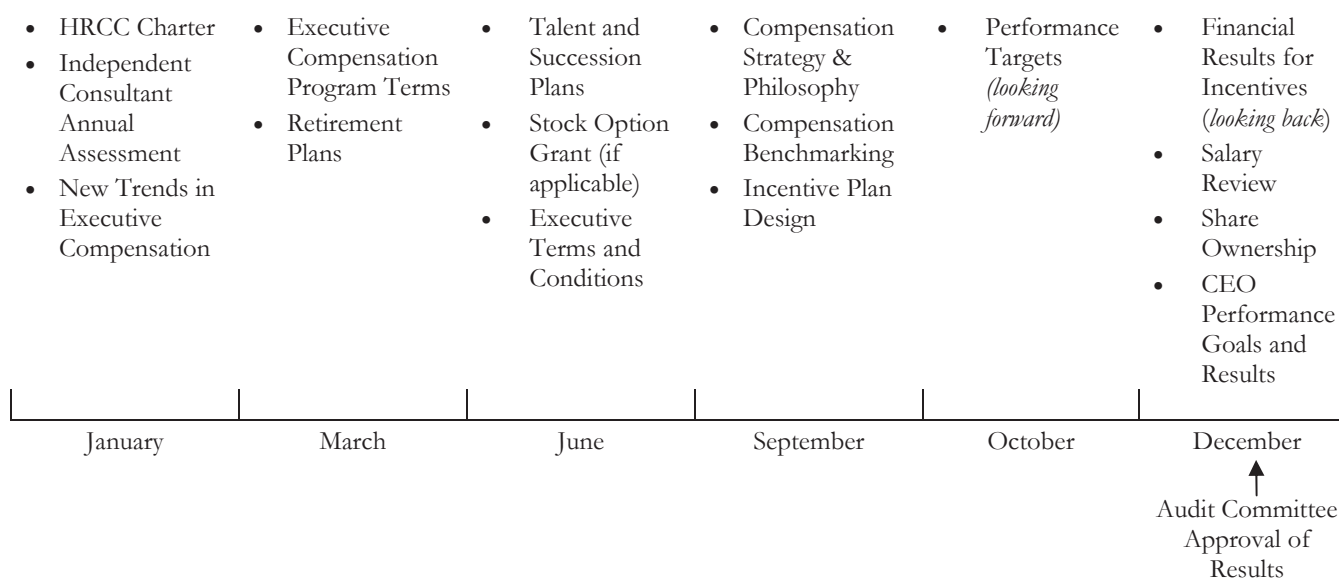 • HRCC Charter
• Independent
Consultant
Annual
Assessment
• New Trends in
Executive
Compensation
• Executive
Compensation
Program Terms
• Retirement
Plans
• Talent and
Succession
Plans
• Stock Option
Grant (if
applicable)
• Executive
Terms and
Conditions
• Compensation
Strategy &
Philosophy
• Compensation
Benchmarking
• Incentive Plan
Design
• Performance
Targets
(looking
forward)
• Financial
Results for
Incentives
(looking back)
• Salary
Review
• Share
Ownership
• CEO
Performance
Goals and
Results
January
March
June
September
October
December
Audit Committee
Approval of
Results